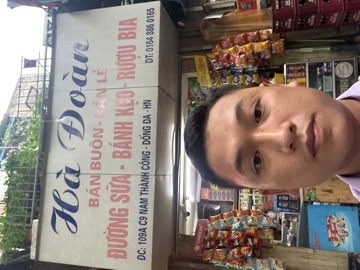 Hà Đoàn
BÁN BUÔN - BÁN LẺ
ĐƯỜNG SỮA - BÁNH KẸO - RƯỢU BIA
ĐC: 109A C9 NAM THÀNH CÔNG - ĐỐNG ĐA - HN
ĐT: 0164 886 0165